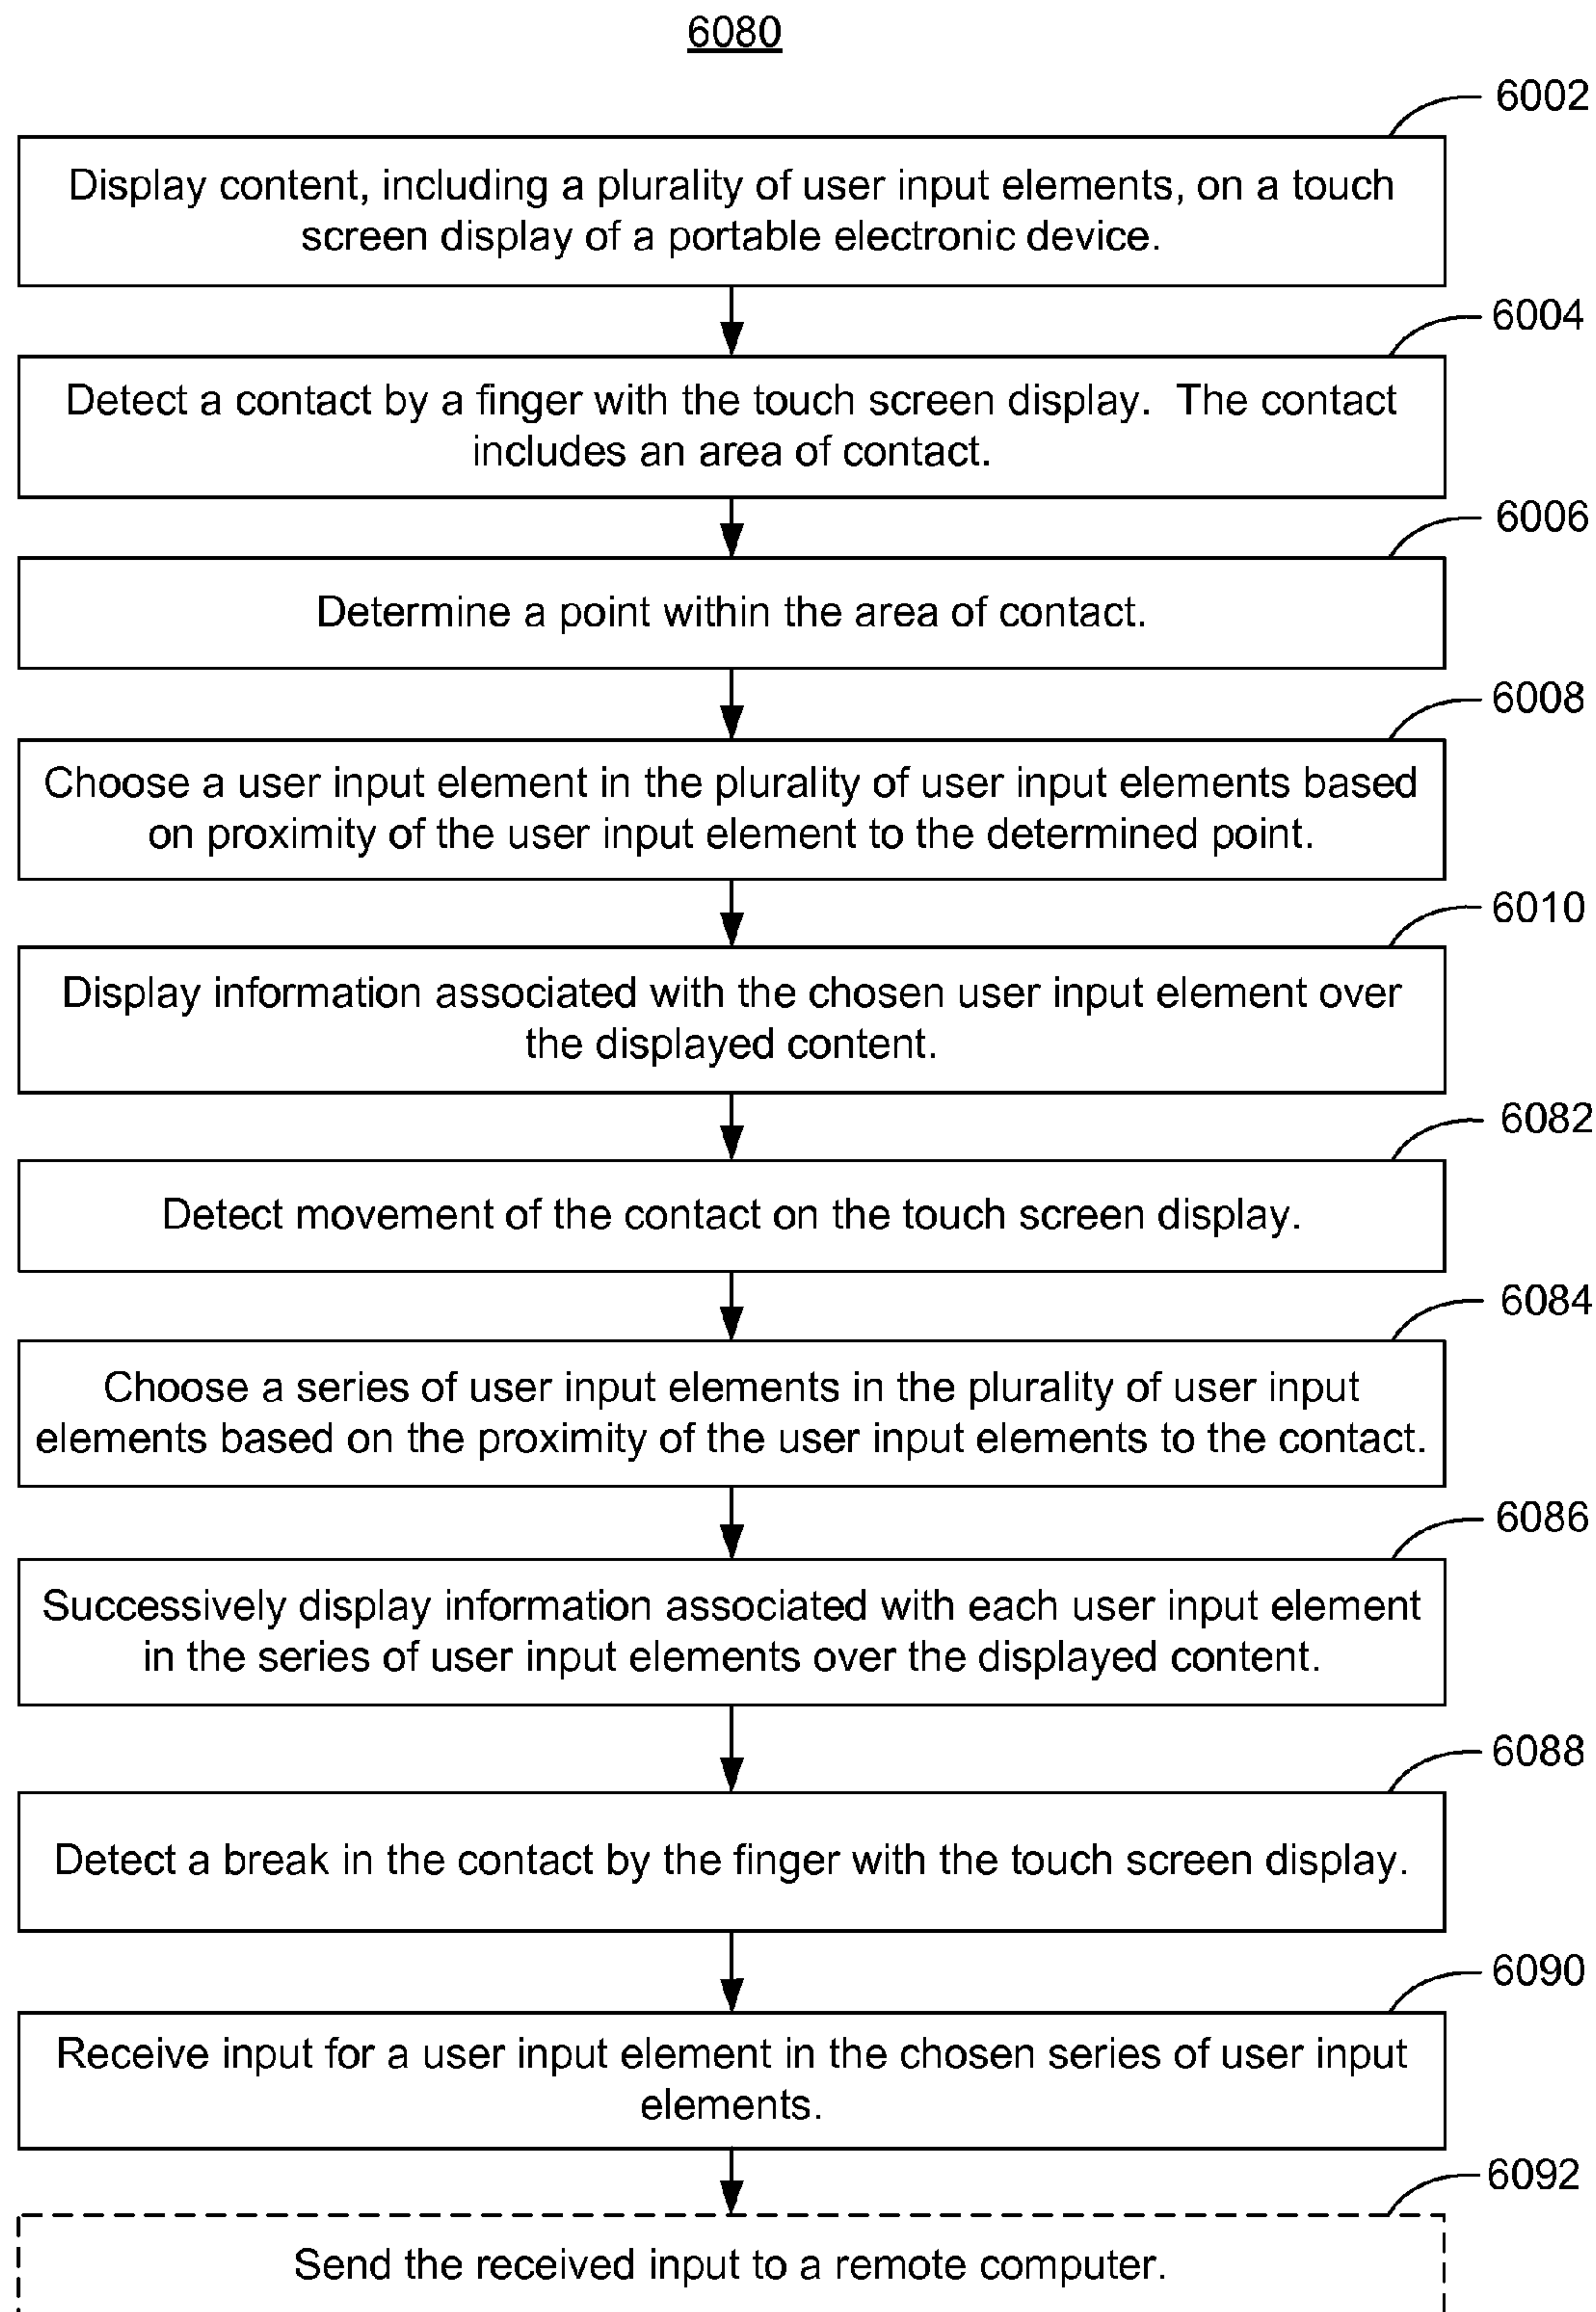 6080
6002
Display content, including a plurality of user input elements, on a touch
screen display of a portable electronic device.
6004
Detect a contact by a finger with the touch screen display.  The contact
includes an area of contact.
6006
Determine a point within the area of contact.
6008
Choose a user input element in the plurality of user input elements based
on proximity of the user input element to the determined point.
6010
Display information associated with the chosen user input element over
the displayed content.
6082
Detect movement of the contact on the touch screen display.
6084
Choose a series of user input elements in the plurality of user input
elements based on the proximity of the user input elements to the contact.
6086
Successively display information associated with each user input element
in the series of user input elements over the displayed content.
6088
Detect a break in the contact by the finger with the touch screen display.
6090
Receive input for a user input element in the chosen series of user input
elements.
6092
Send the received input to a remote computer.